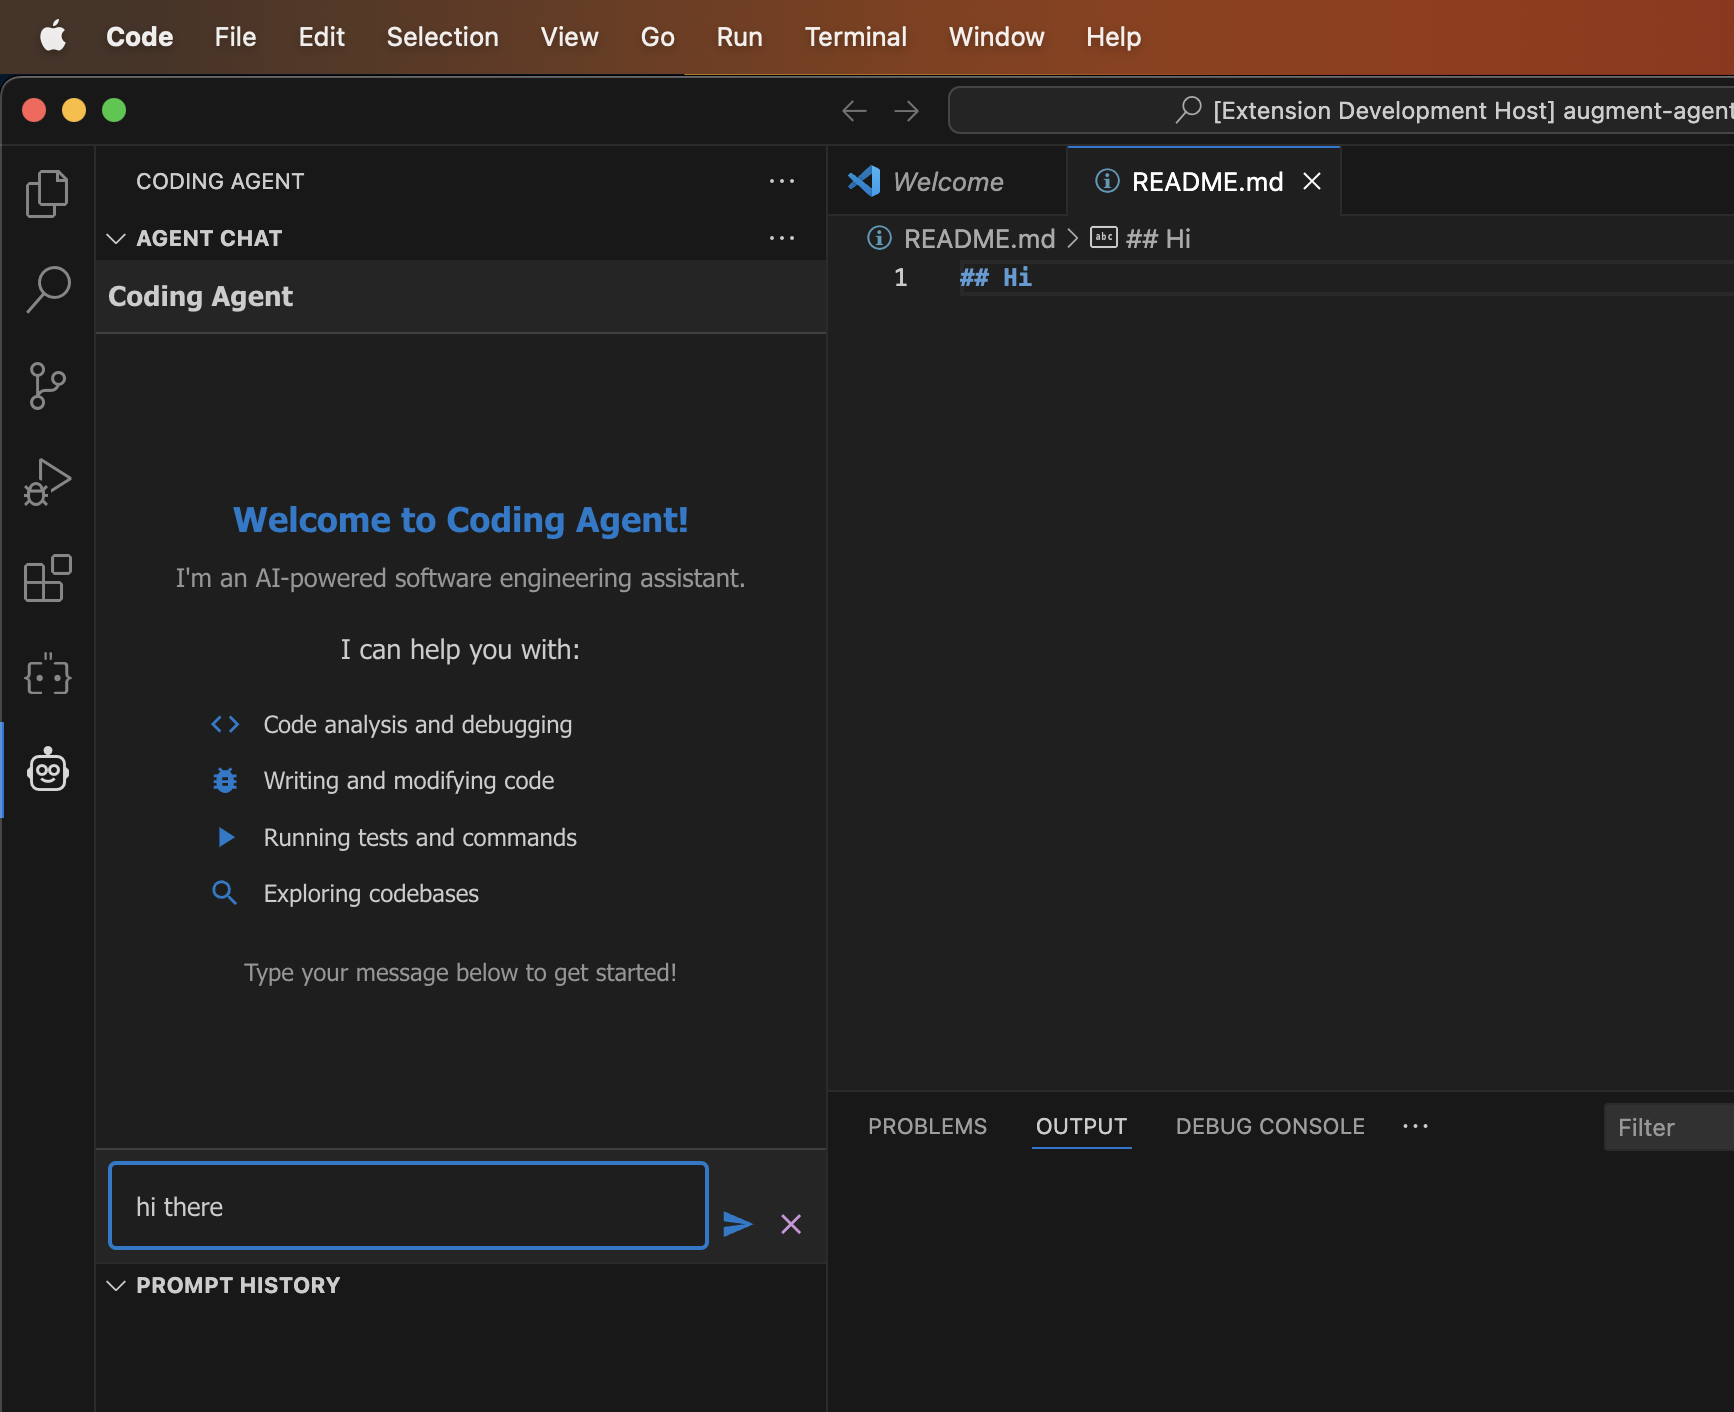 Code File Edit Selection View Go Run Terminal Window Help
[Extension Development Host] augment-agent
CODING AGENT
AGENT CHAT
Coding Agent
Welcome to Coding Agent!
I'm an AI-powered software engineering assistant.
I can help you with:
Code analysis and debugging
Writing and modifying code
Running tests and commands
Exploring codebases
Type your message below to get started!
hi there
PROMPT HISTORY
Welcome README.md
README.md > abc ## Hi
1 ## Hi
PROBLEMS OUTPUT DEBUG CONSOLE ··· Filter